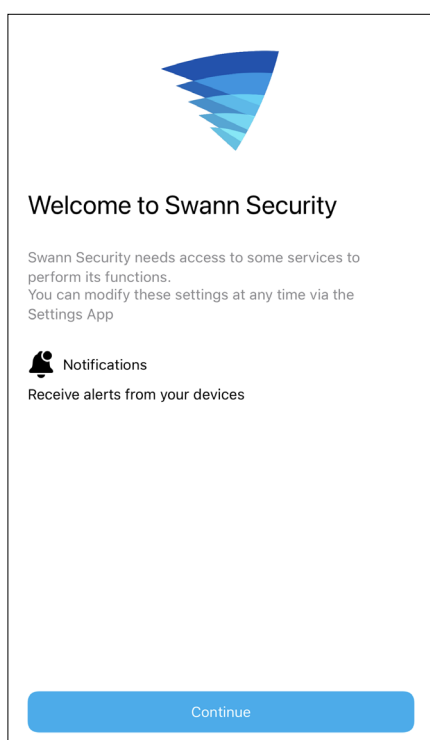 Welcome to Swann Security
Swann Security needs access to some services to
perform its functions.
You can modify these settings at any time via the
Settings App
Notifications
Receive alerts from your devices
Continue